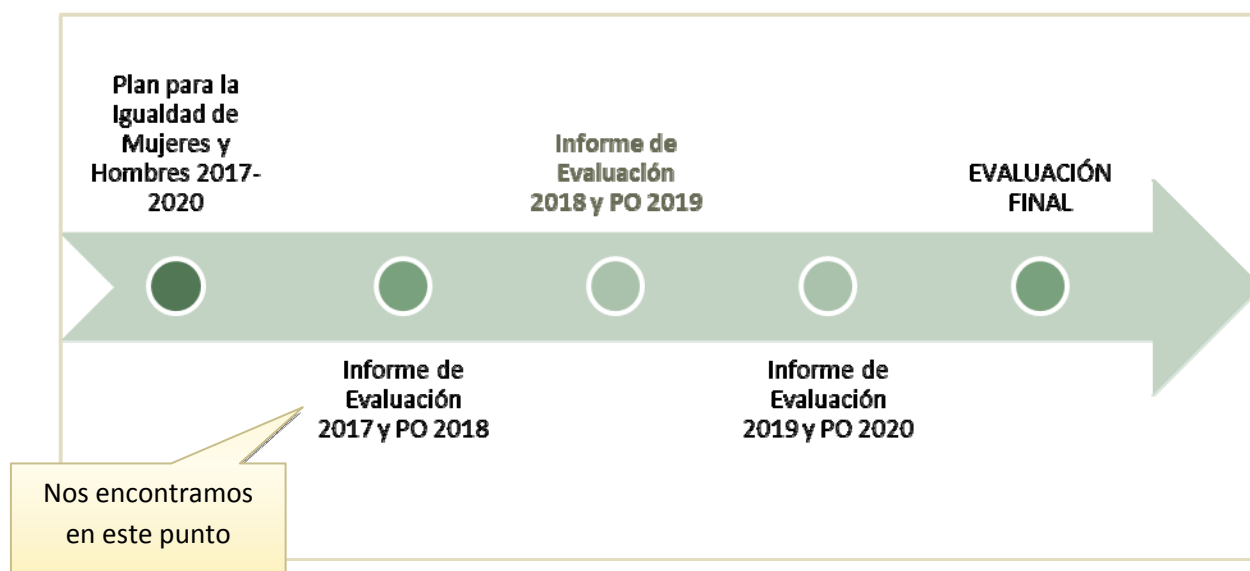 Plan para la
Igualdad de
Mujeres y
Hombres 2017-
2020
Informe de
Evaluación
2017 y PO 2018
Informe de
Evaluación
2018 y PO 2019
Informe de
Evaluación
2019 y PO 2020
EVALUACIÓN
FINAL
Nos encontramos
en este punto